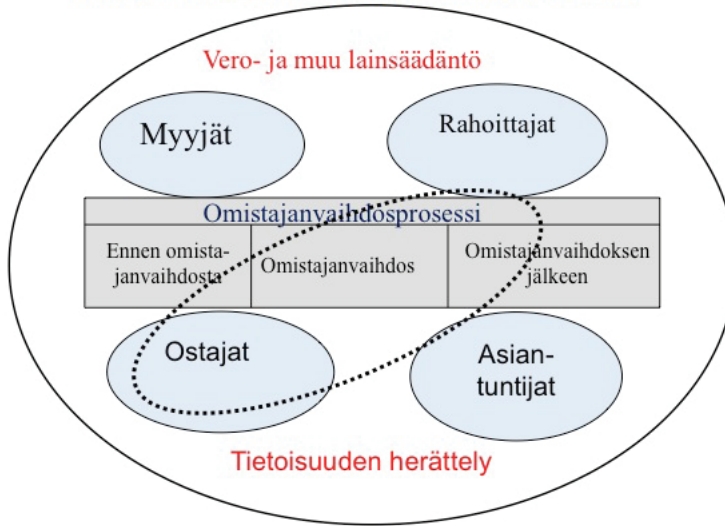 Vero- ja muu lainsäädäntö
Myyjät
Rahoittajat
Omistajanvaihdosprosessi
Ennen omista-
janvaihdosta
Omistajanvaihdos
Omistajanvaihdoksen
jälkeen
Ostajat
Asian-
tuntijat
Tietoisuuden herättely